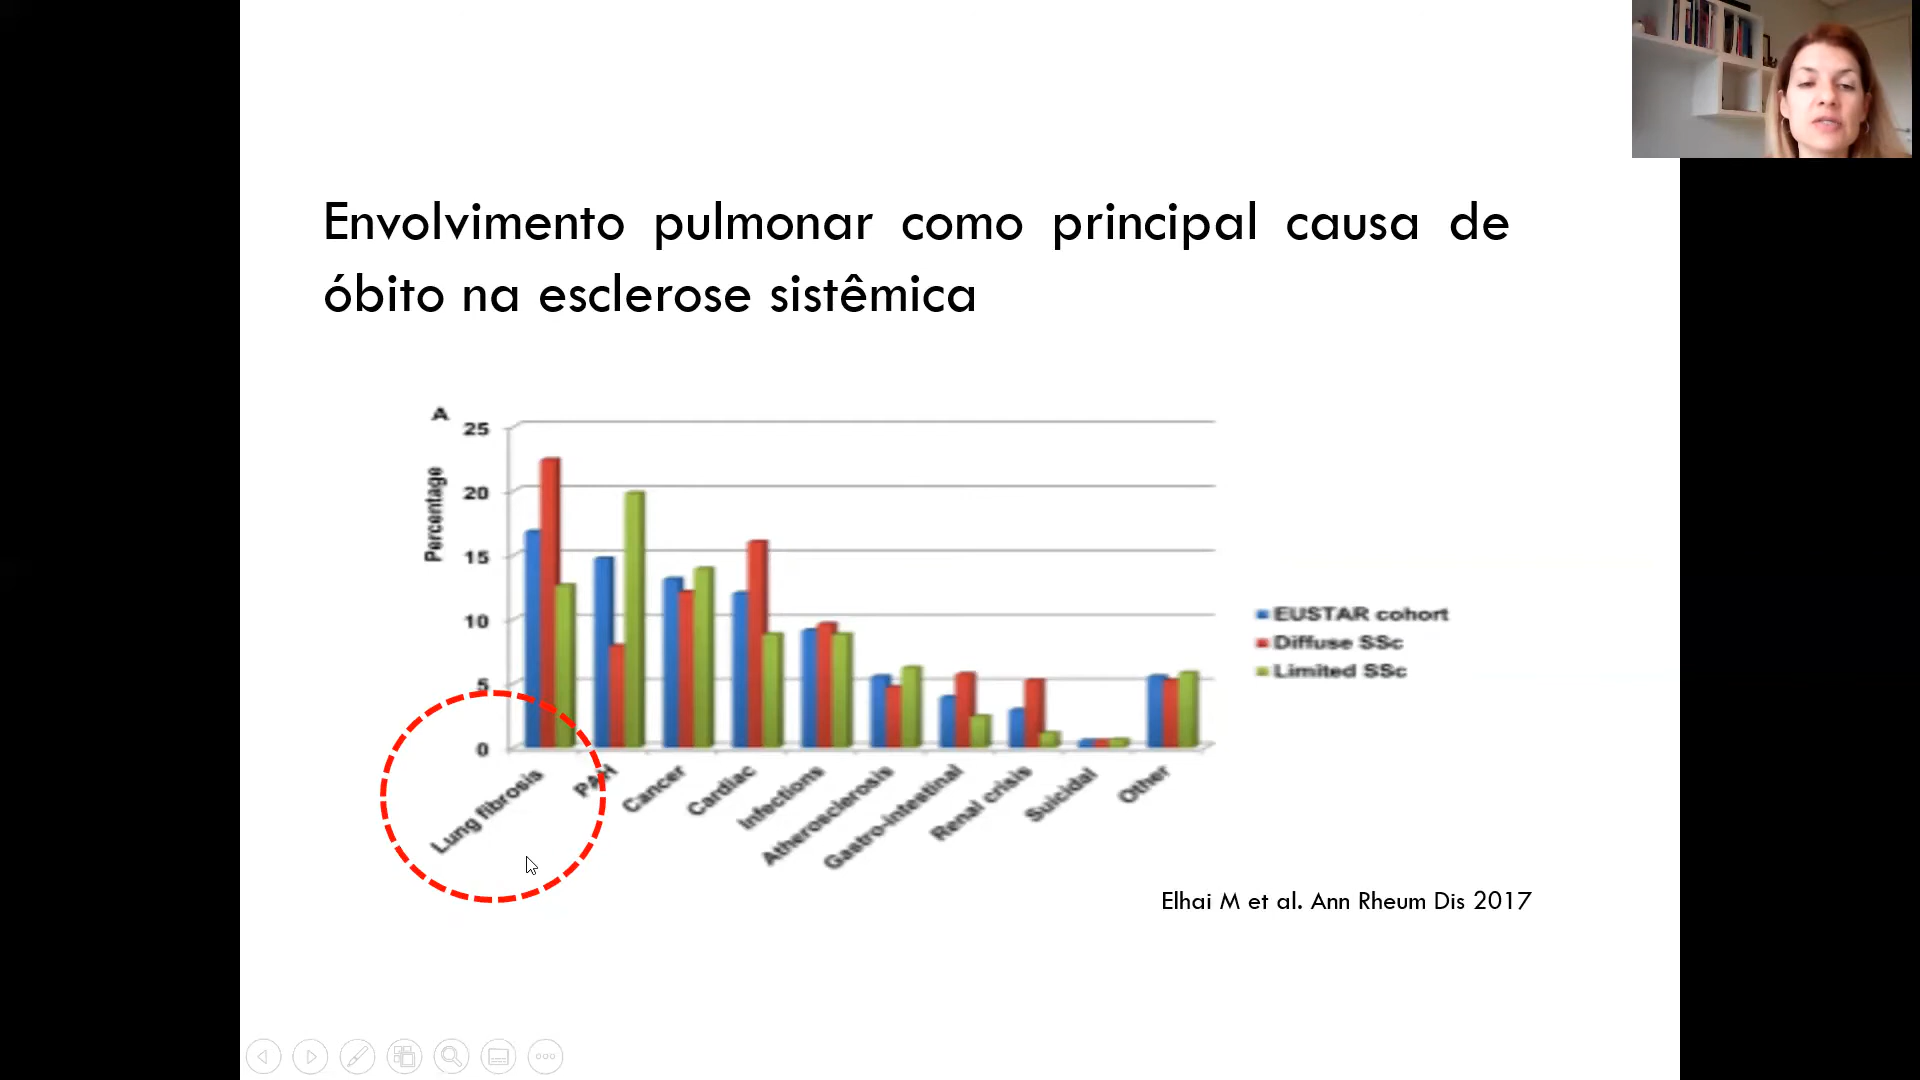 Envolvimento pulmonar como principal causa de
óbito na esclerose sistêmica
A
Percentage
25
20
15
10
5
0
Lung fibrosis
PAH
Cancer
Cardiac
Infections
Atherosclerosis
Gastro-intestinal
Renal crisis
Suicidal
Other
EUSTAR cohort
Diffuse SSc
Limited SSc
Elhai M et al. Ann Rheum Dis 2017